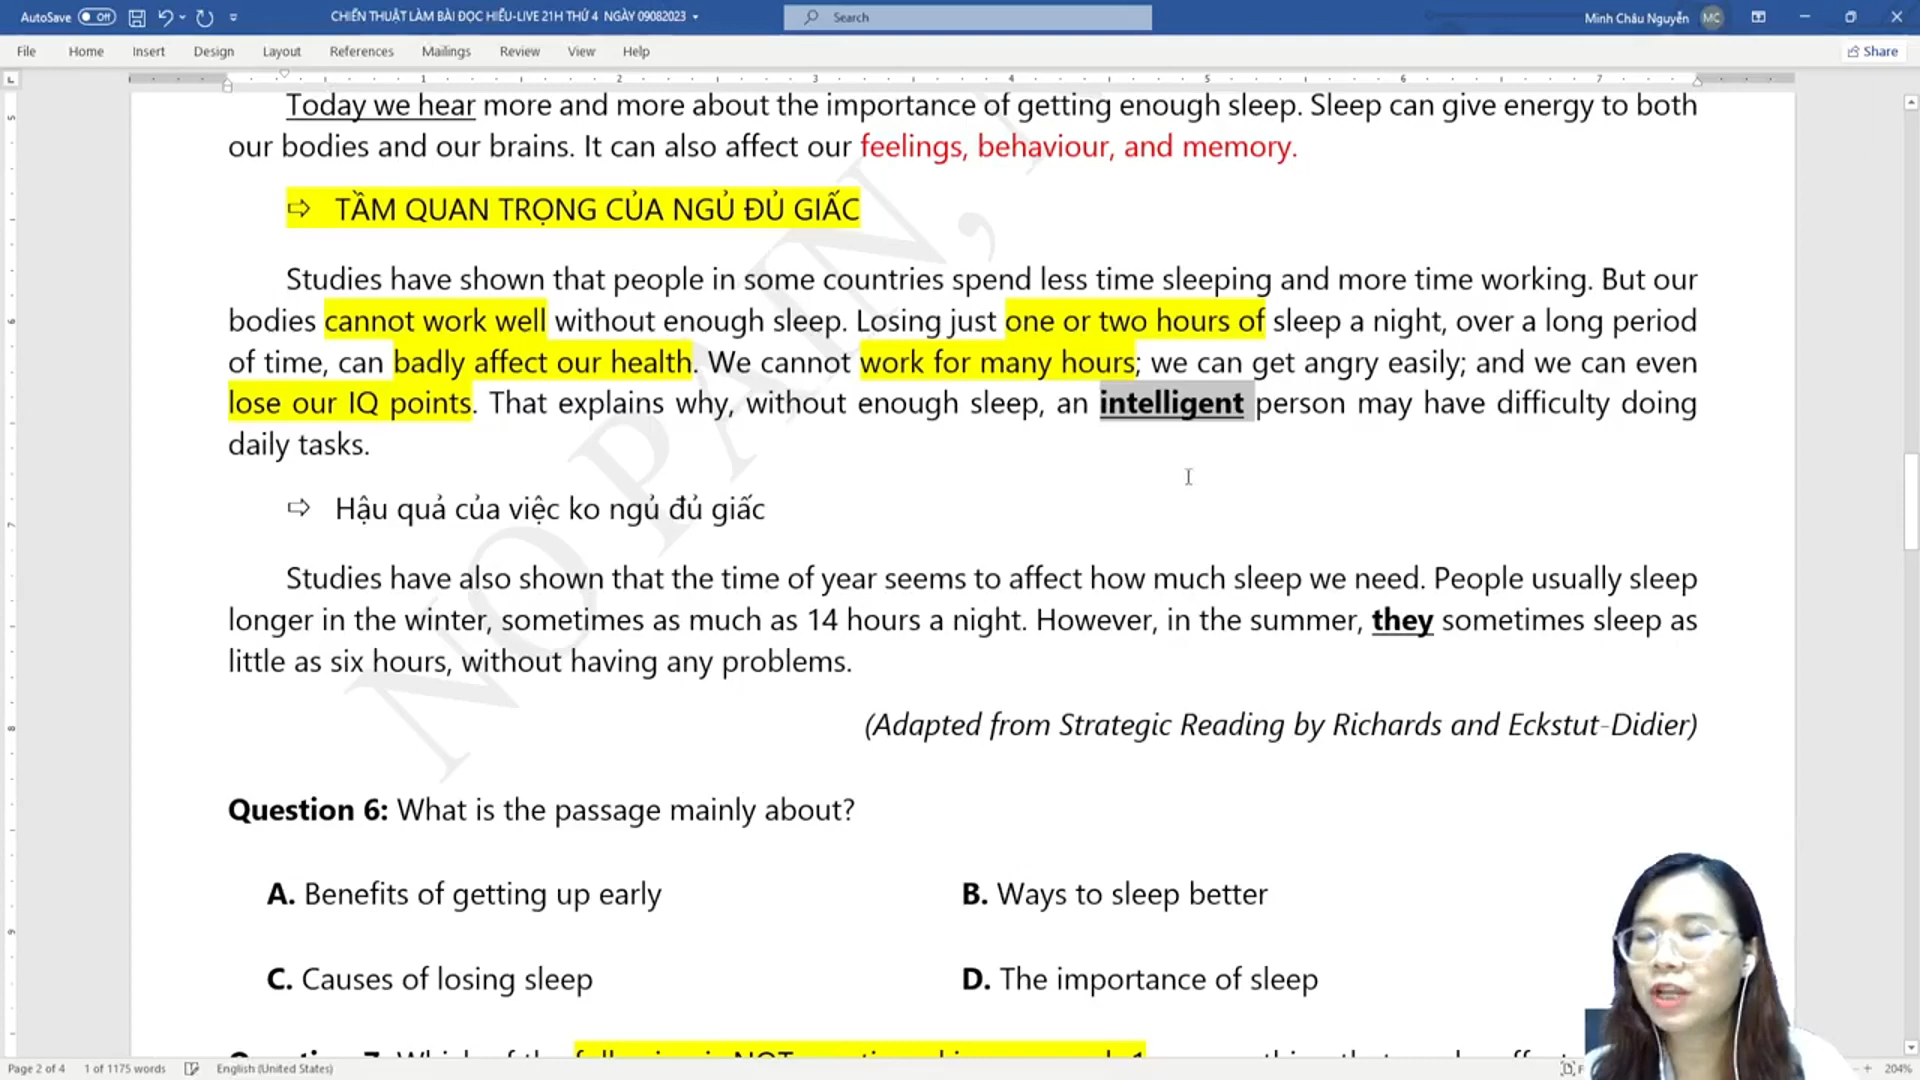 AutoSave Off CHIẾN THUẬT LÀM BÀI ĐỌC HIỂU-LIVE 21H THỨ 4 NGÀY 09082023 Search Minh Châu Nguyễn MC
File Home Insert Design Layout References Mailings Review View Help Share
1 2 3 4 5 6 7
Today we hear more and more about the importance of getting enough sleep. Sleep can give energy to both
our bodies and our brains. It can also affect our feelings, behaviour, and memory.
⇨ TẦM QUAN TRỌNG CỦA NGỦ ĐỦ GIẤC
Studies have shown that people in some countries spend less time sleeping and more time working. But our
bodies cannot work well without enough sleep. Losing just one or two hours of sleep a night, over a long period
of time, can badly affect our health. We cannot work for many hours; we can get angry easily; and we can even
lose our IQ points. That explains why, without enough sleep, an intelligent person may have difficulty doing
daily tasks.
⇨ Hậu quả của việc ko ngủ đủ giấc
Studies have also shown that the time of year seems to affect how much sleep we need. People usually sleep
longer in the winter, sometimes as much as 14 hours a night. However, in the summer, they sometimes sleep as
little as six hours, without having any problems.
(Adapted from Strategic Reading by Richards and Eckstut-Didier)
Question 6: What is the passage mainly about?
A. Benefits of getting up early B. Ways to sleep better
C. Causes of losing sleep D. The importance of sleep
NO PAIN,
Page 2 of 4 1 of 1175 words English (United States) 204%